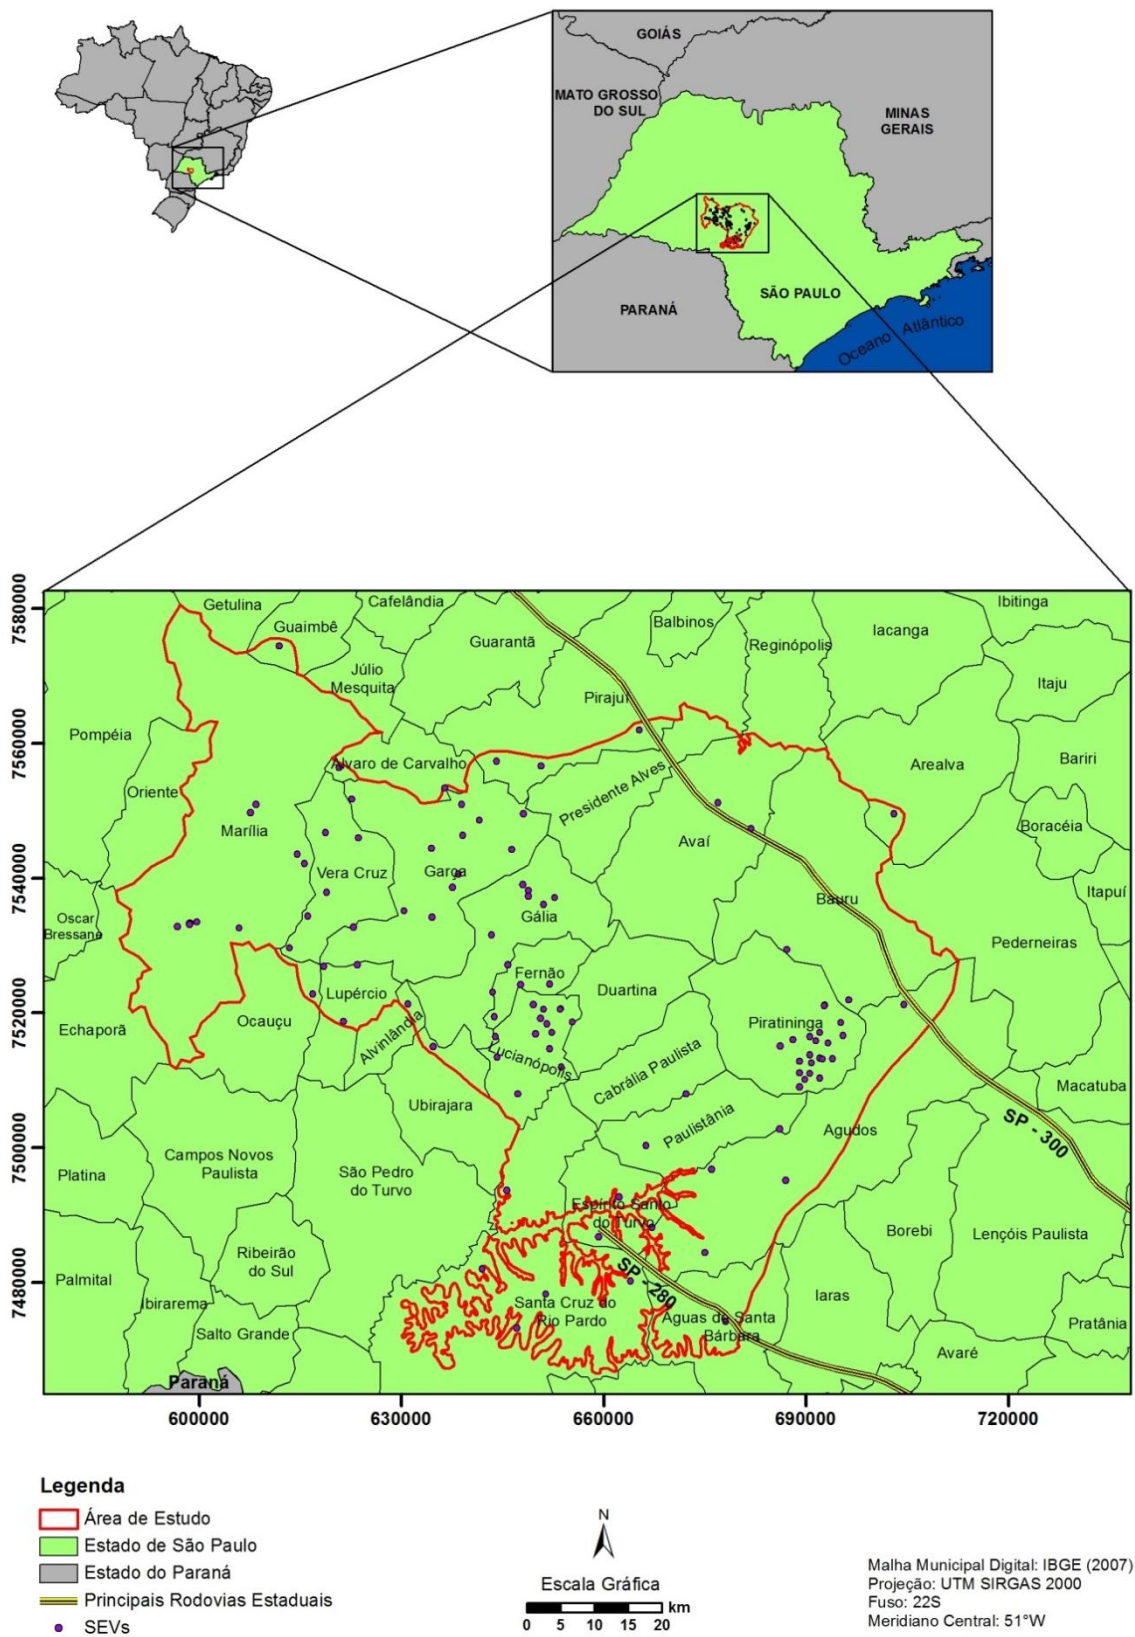 GOIÁS
MATO GROSSO
DO SUL
MINAS
GERAIS
SÃO PAULO
PARANÁ
Oceano Atlântico
7580000
7560000
7540000
7520000
7500000
7480000
Getulina
Cafelândia
Guaimbê
Guarantã
Balbinos
Reginópolis
Iacanga
Ibitinga
Júlio
Mesquita
Pirajuí
Itaju
Pompéia
Alvaro de Carvalho
Arealva
Bariri
Oriente
Presidente Alves
Marília
Avaí
Boracéia
Vera Cruz
Garça
Bauru
Itapuí
Oscar
Bressane
Gália
Pederneiras
Fernão
Duartina
Lupércio
Echaporã
Ocauçu
Alvinlândia
Piratininga
Lucianópolis
Cabrália Paulista
Macatuba
Ubirajara
Paulistânia
Agudos
SP - 300
Campos Novos
Paulista
Platina
São Pedro
do Turvo
Espírito Santo
do Turvo
Borebi
Lençóis Paulista
Ribeirão
do Sul
Palmital
SP - 280
Ibirarema
Santa Cruz do
Rio Pardo
Aguas de Santa
Bárbara
Iaras
Pratânia
Salto Grande
Avaré
Paraná
600000
630000
660000
690000
720000
Legenda
Área de Estudo
Estado de São Paulo
Estado do Paraná
Principais Rodovias Estaduais
SEVs
N
Escala Gráfica
km
0 5 10 15 20
Malha Municipal Digital: IBGE (2007)
Projeção: UTM SIRGAS 2000
Fuso: 22S
Meridiano Central: 51°W